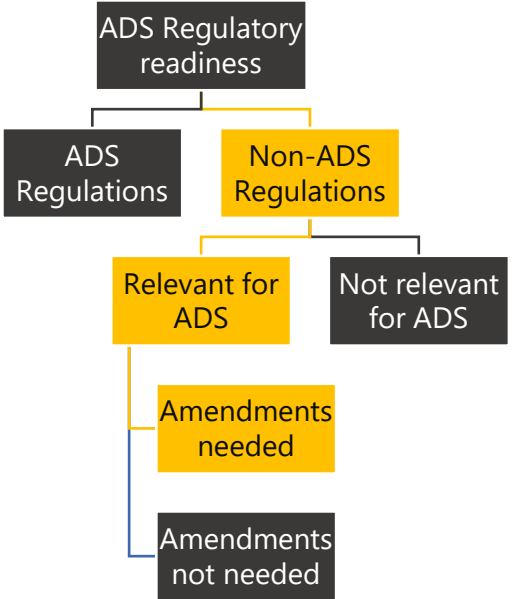 ADS Regulatory
readiness
ADS
Regulations
Non-ADS
Regulations
Relevant for
ADS
Not relevant
for ADS
Amendments
needed
Amendments
not needed